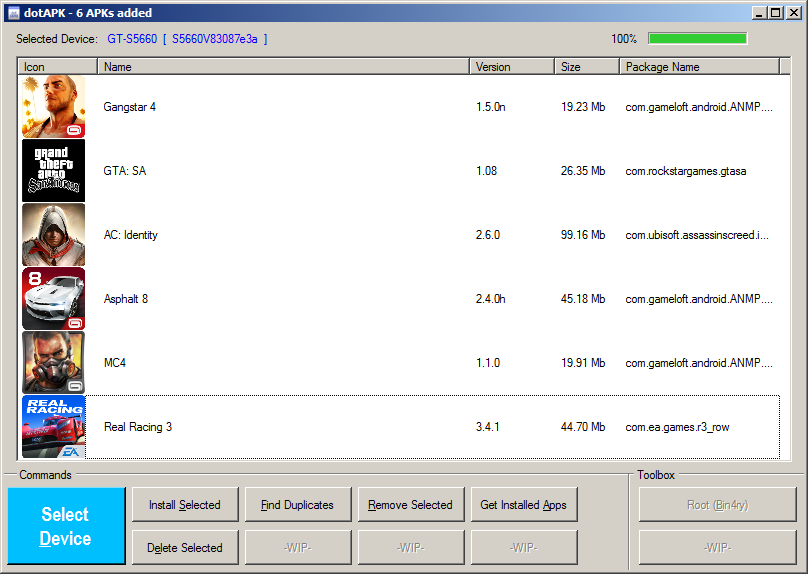 dotAPK - 6 APKs added
Selected Device: GT-S5660 [ S5660V83087e3a ]
100%
Icon Name Version Size Package Name
Gangstar 4 1.5.0n 19.23 Mb com.gameloft.android.ANMP....
grand
theft
auto
San Andreas
GTA: SA 1.08 26.35 Mb com.rockstargames.gtasa
AC: Identity 2.6.0 99.16 Mb com.ubisoft.assassinscreed.i...
8
Asphalt 8 2.4.0h 45.18 Mb com.gameloft.android.ANMP....
MC4 1.1.0 19.91 Mb com.gameloft.android.ANMP....
REAL
RACING
EA
Real Racing 3 3.4.1 44.70 Mb com.ea.games.r3_row
Commands Toolbox
Select
Device
Install Selected Find Duplicates Remove Selected Get Installed Apps Root (Bin4ry)
Delete Selected -WIP- -WIP- -WIP- -WIP-